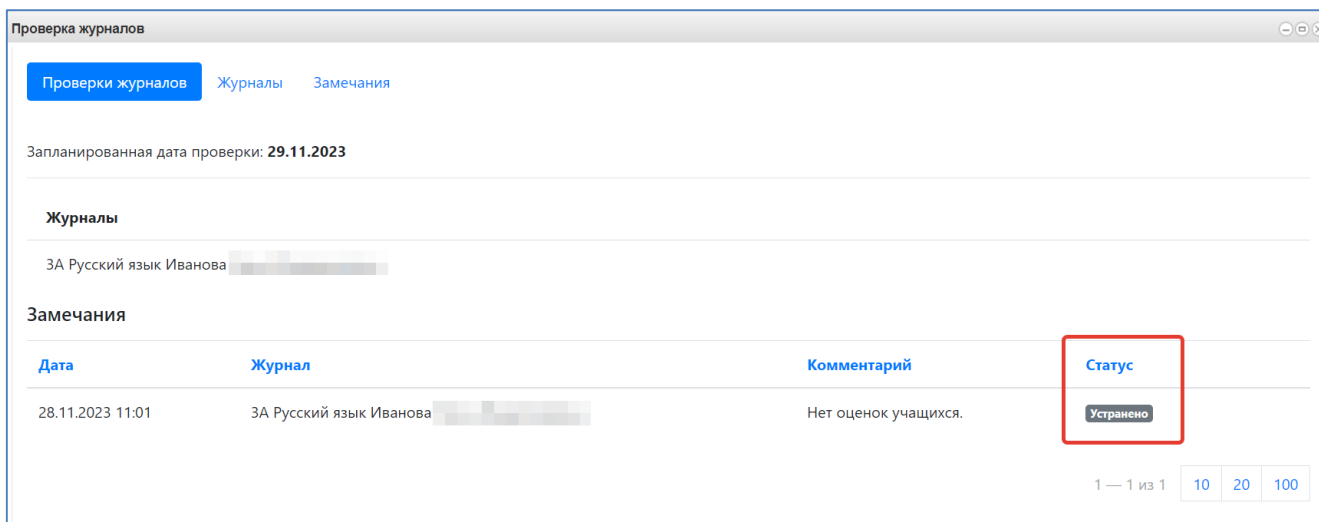 Проверка журналов
Проверки журналов Журналы Замечания
Запланированная дата проверки: 29.11.2023
Журналы
3А Русский язык Иванова
Замечания
Дата Журнал Комментарий Статус
28.11.2023 11:01 3А Русский язык Иванова Нет оценок учащихся. Устранено
1 — 1 из 1 10 20 100